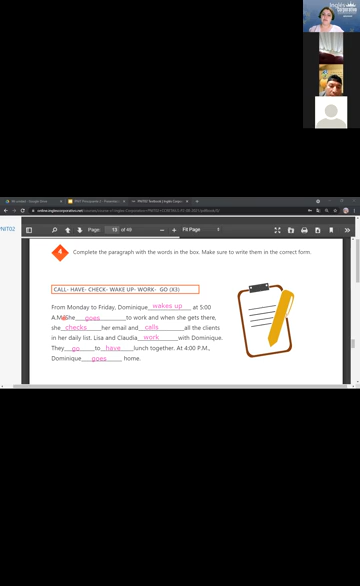 Inglés Corporativo
Page: 13 of 49
Fit Page
4 Complete the paragraph with the words in the box. Make sure to write them in the correct form.
CALL- HAVE- CHECK- WAKE UP- WORK- GO (X3)
From Monday to Friday, Dominique wakes up at 5:00
A.M. She goes to work and when she gets there,
she checks her email and calls all the clients
in her daily list. Lisa and Claudia work with Dominique.
They go to have lunch together. At 4:00 P.M.,
Dominique goes home.